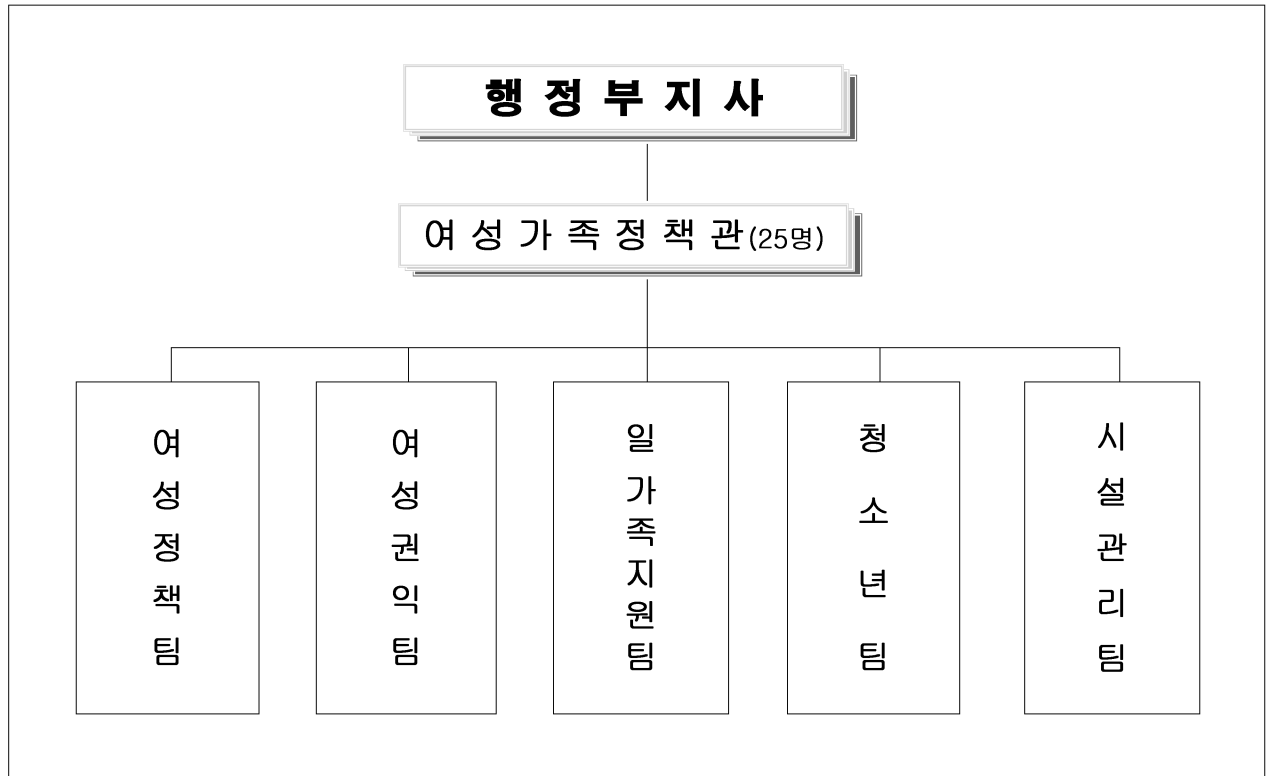 행 정 부 지 사
여 성 가 족 정 책 관(25명)
여성정책팀
여성권익팀
일 가족지원팀
청소년팀
시설관리팀